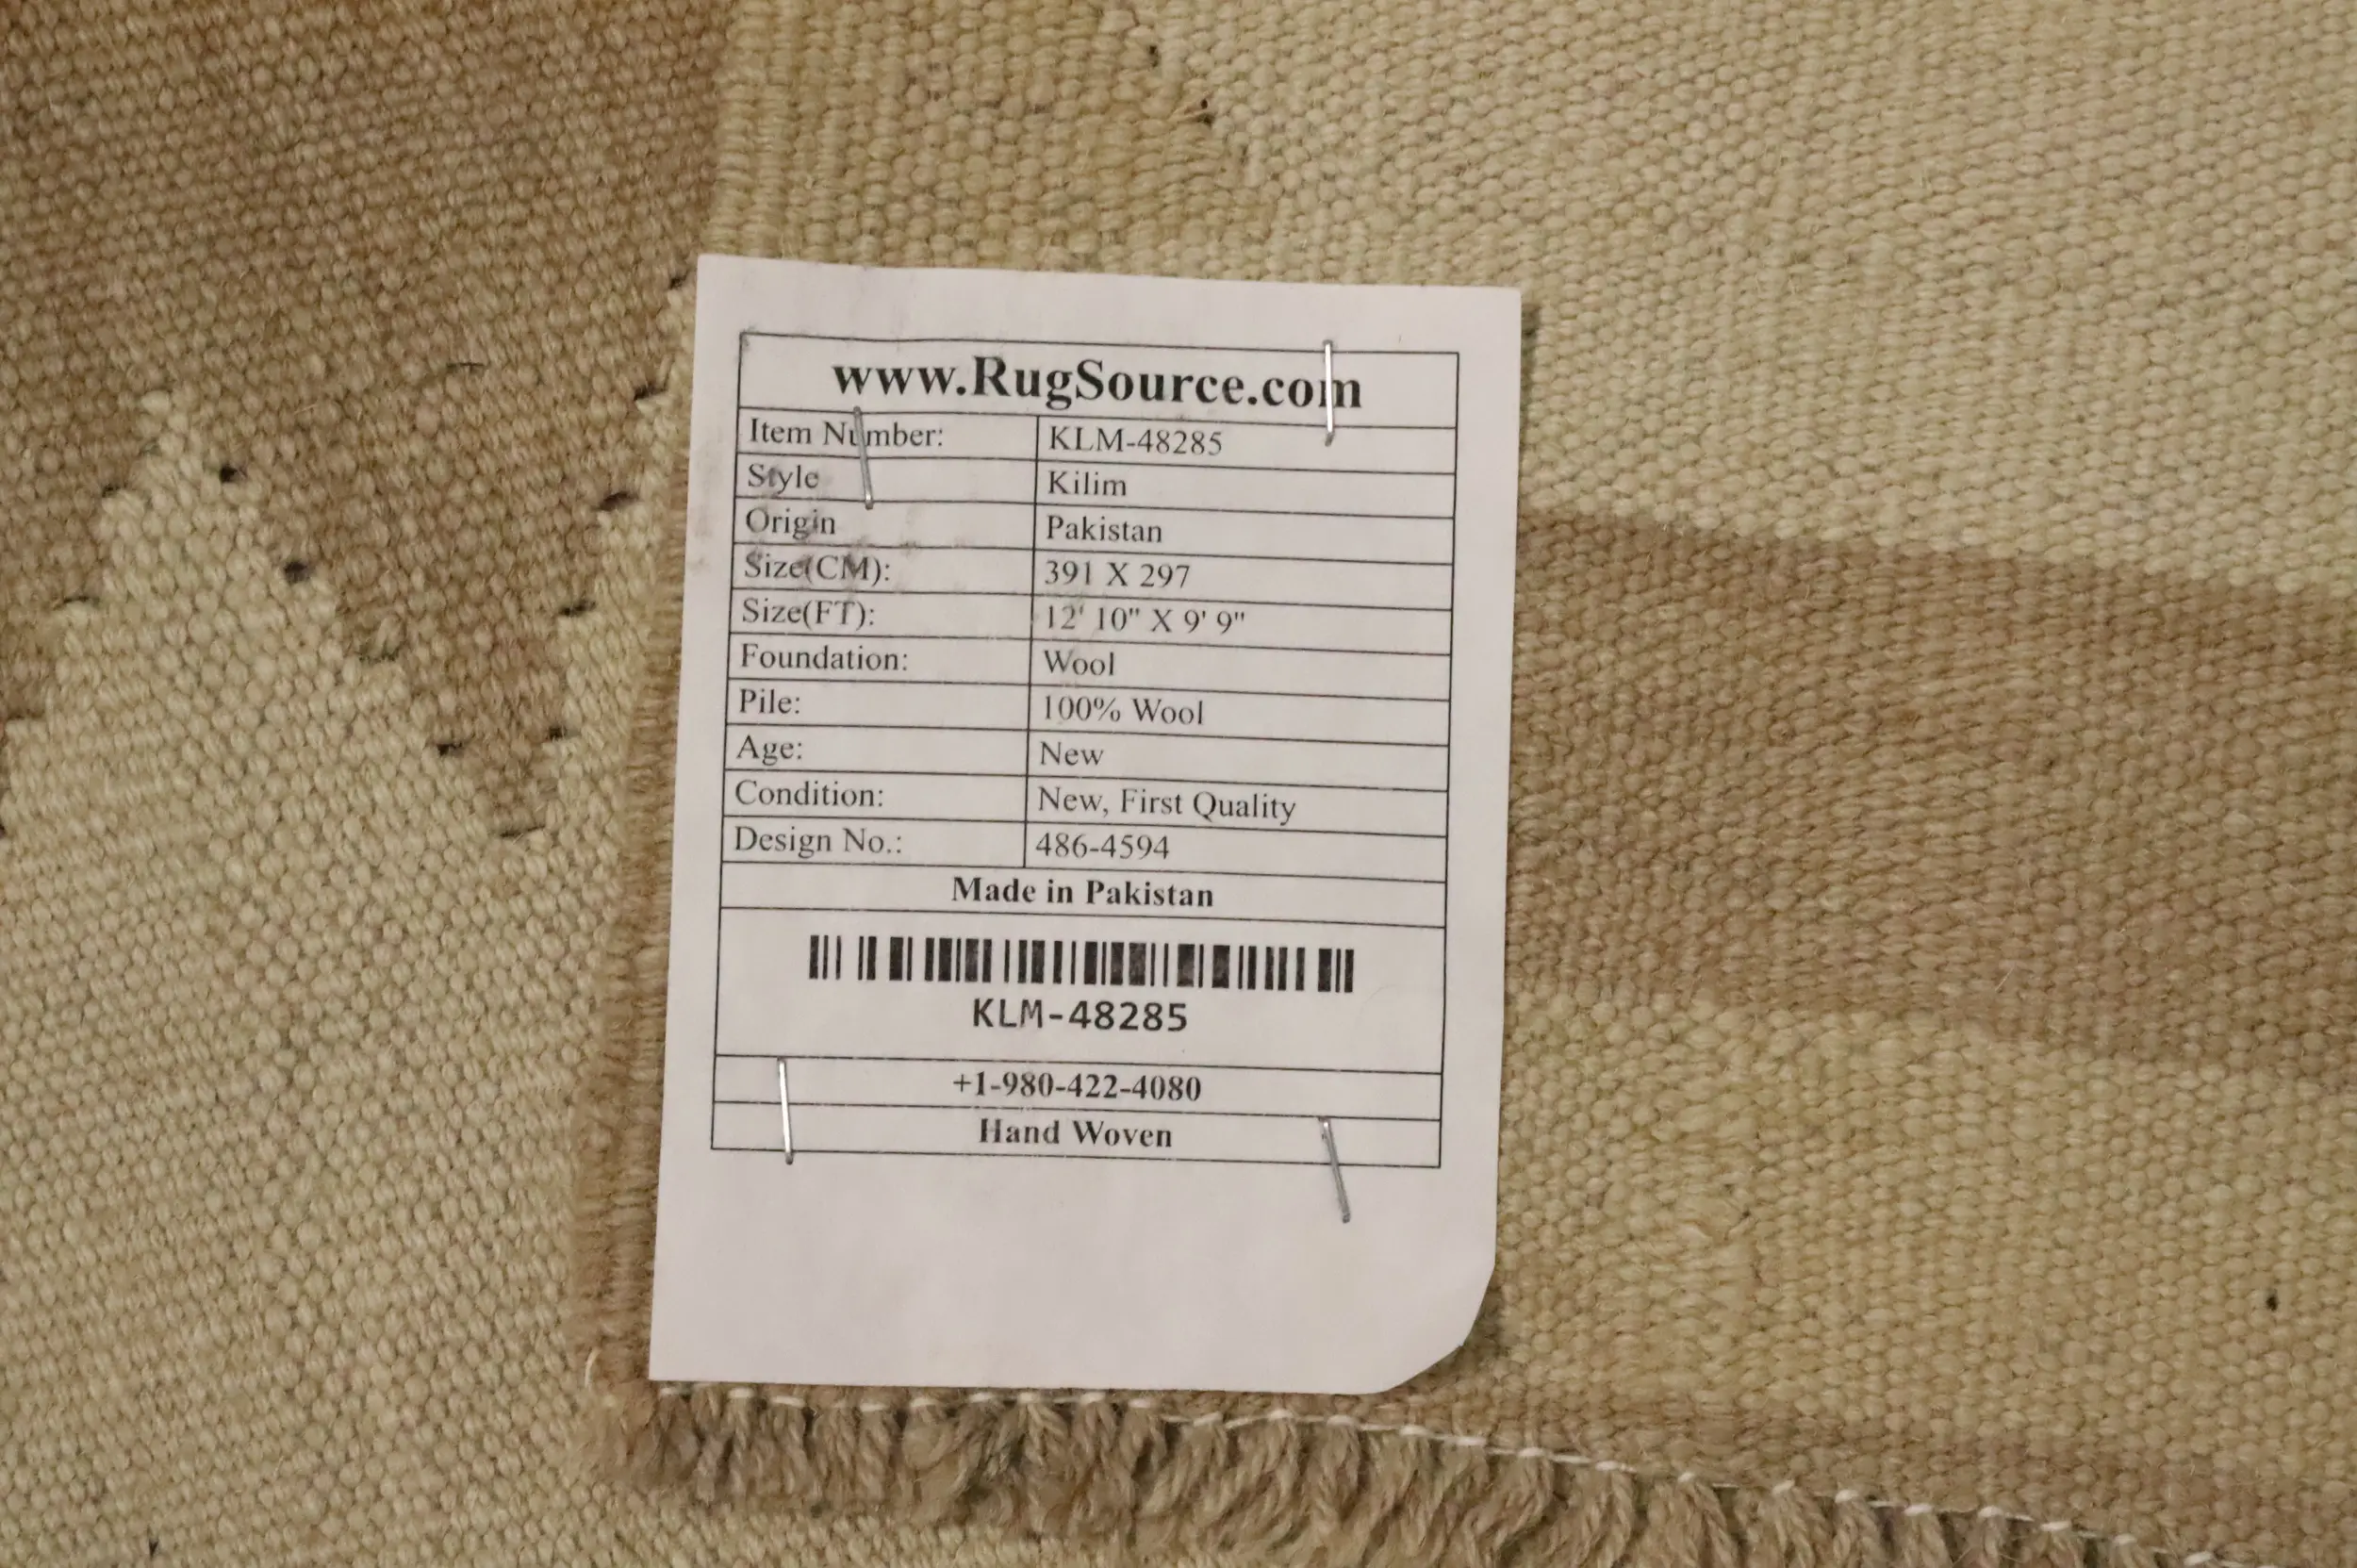 www.RugSource.com
Item Number: KLM-48285
Style Kilim
Origin Pakistan
Size(CM): 391 X 297
Size(FT): 12' 10" X 9' 9"
Foundation: Wool
Pile: 100% Wool
Age: New
Condition: New, First Quality
Design No.: 486-4594
Made in Pakistan
KLM-48285
+1-980-422-4080
Hand Woven